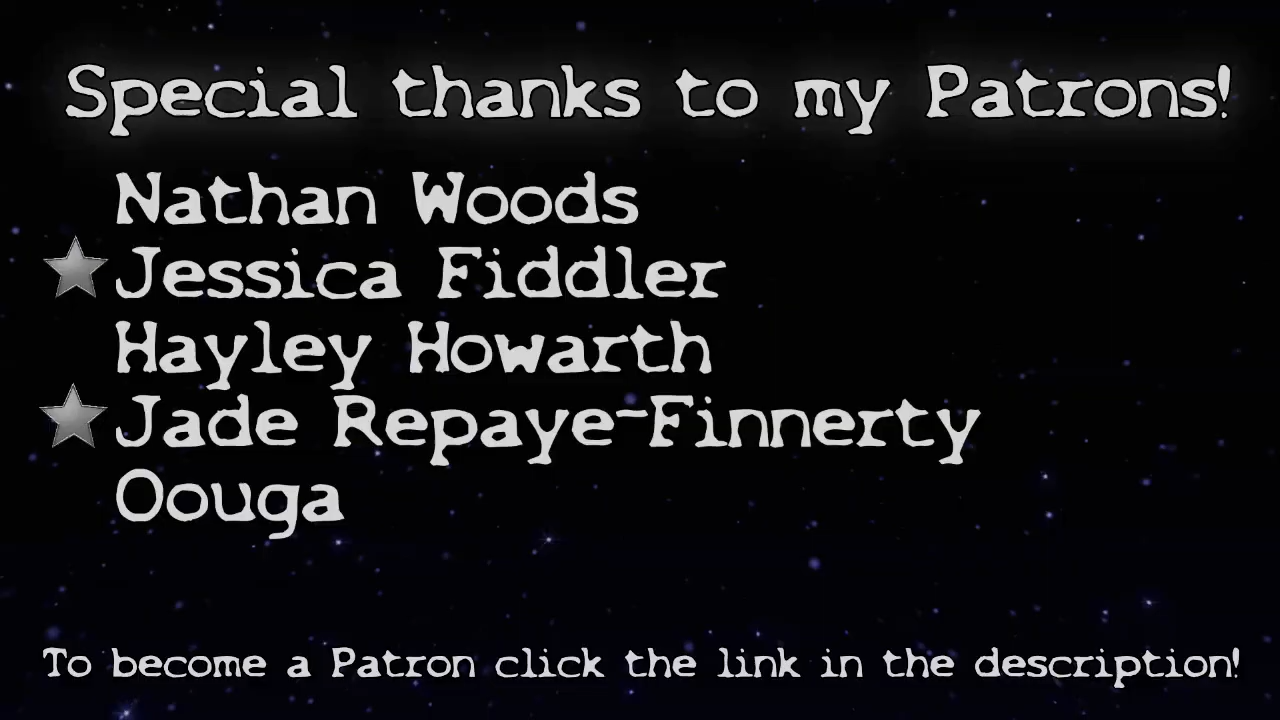 Special thanks to my Patrons!
Nathan Woods
Jessica Fiddler
Hayley Howarth
Jade Repaye-Finnerty
Oouga
To become a Patron click the link in the description!